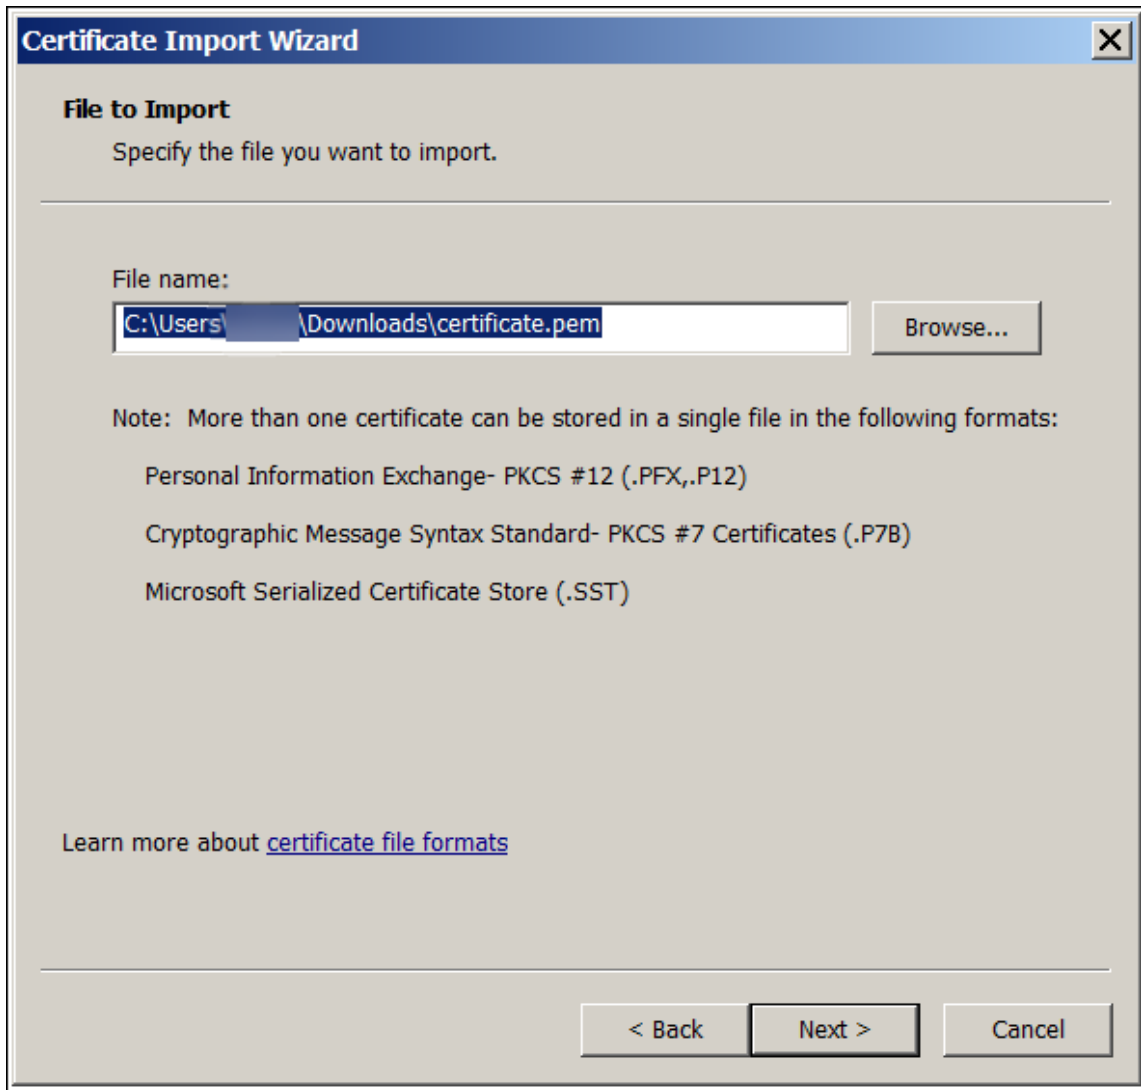 Certificate Import Wizard
File to Import
Specify the file you want to import.
File name:
C:\Users\ \Downloads\certificate.pem
Browse...
Note: More than one certificate can be stored in a single file in the following formats:
Personal Information Exchange- PKCS #12 (.PFX,.P12)
Cryptographic Message Syntax Standard- PKCS #7 Certificates (.P7B)
Microsoft Serialized Certificate Store (.SST)
Learn more about certificate file formats
< Back
Next >
Cancel